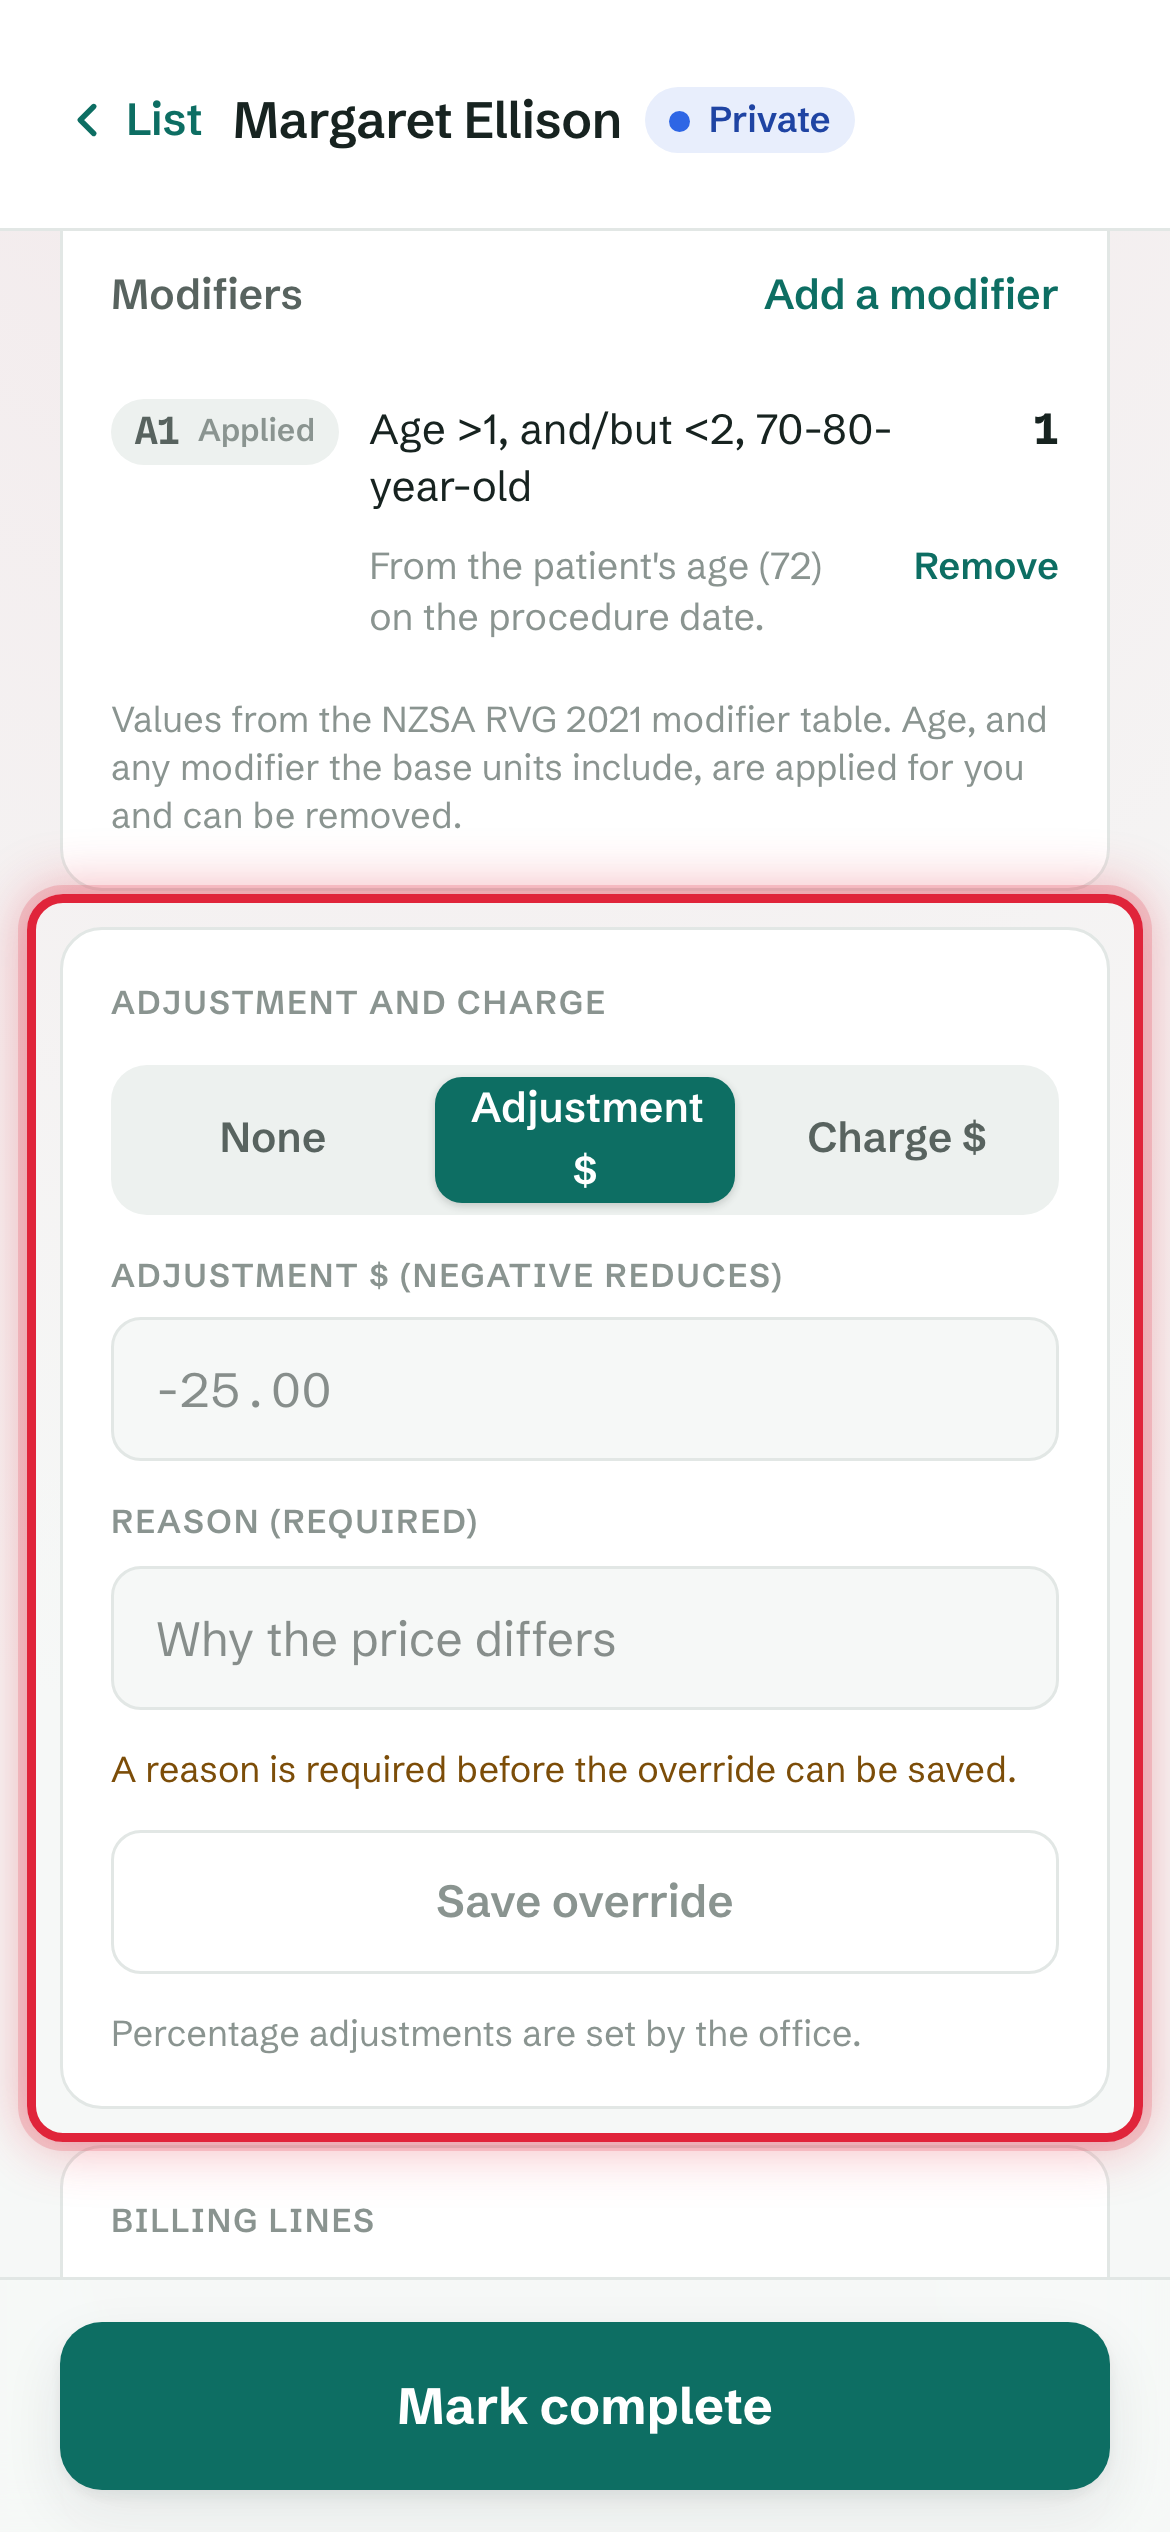 List Margaret Ellison Private
Modifiers Add a modifier
A1 Applied Age >1, and/but <2, 70-80- 1
year-old
From the patient's age (72) Remove
on the procedure date.
Values from the NZSA RVG 2021 modifier table. Age, and
any modifier the base units include, are applied for you
and can be removed.
ADJUSTMENT AND CHARGE
None Adjustment $ Charge $
ADJUSTMENT $ (NEGATIVE REDUCES)
-25.00
REASON (REQUIRED)
Why the price differs
A reason is required before the override can be saved.
Save override
Percentage adjustments are set by the office.
BILLING LINES
Mark complete